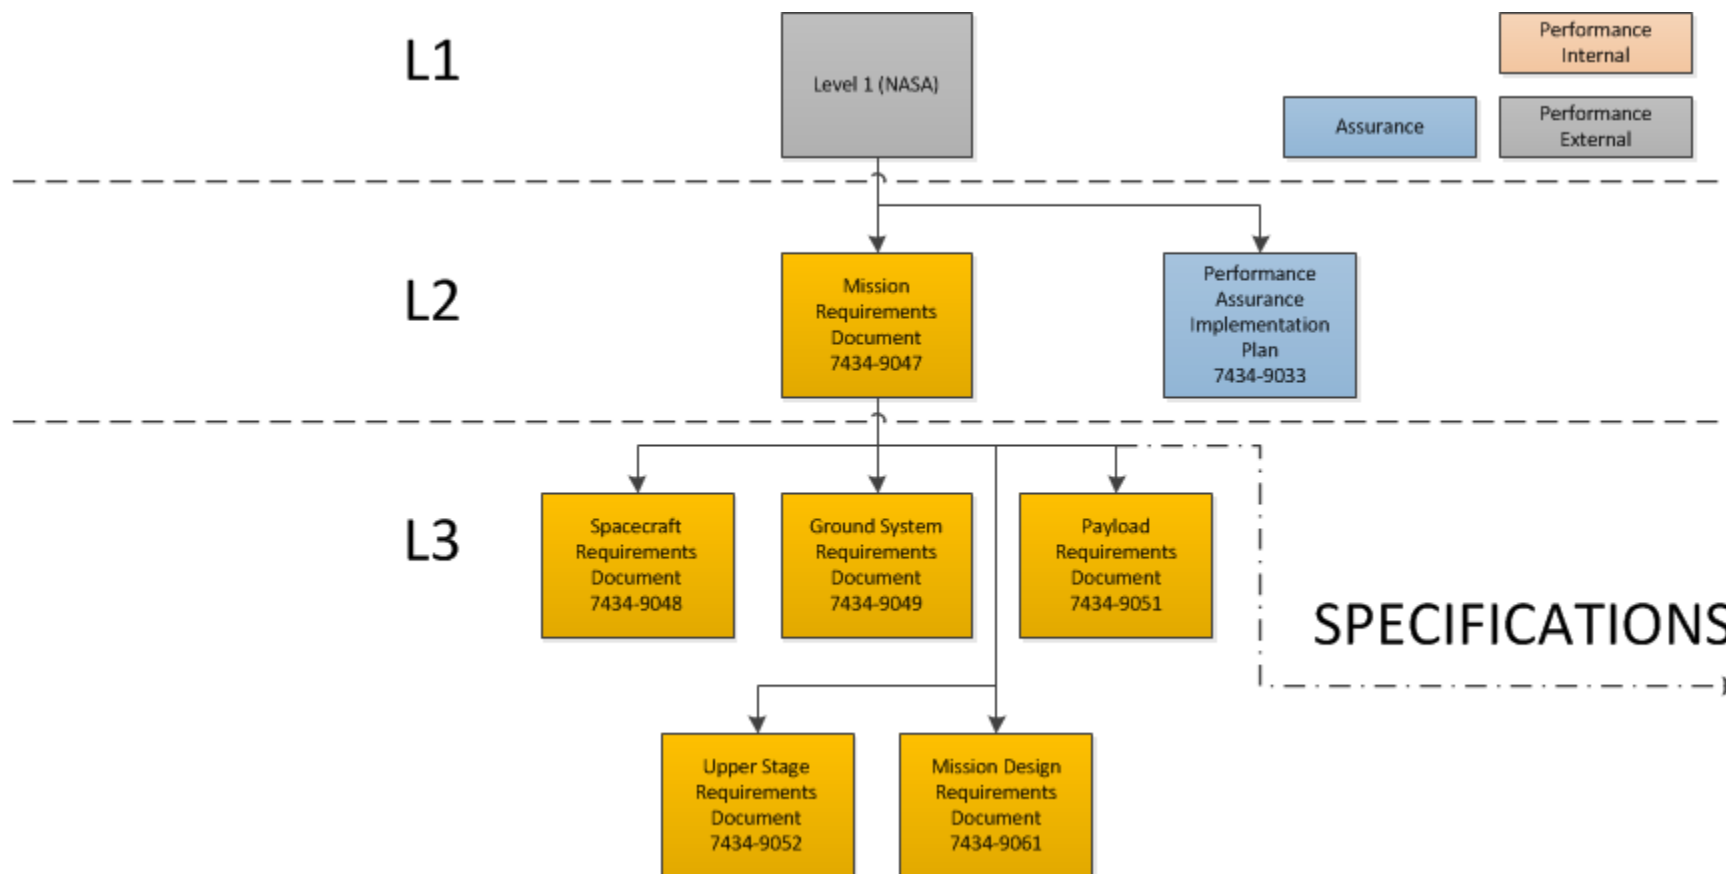 L1
Level 1 (NASA)
Performance
Internal
Assurance
Performance
External
L2
Mission
Requirements
Document
7434-9047
Performance
Assurance
Implementation
Plan
7434-9033
L3
Spacecraft
Requirements
Document
7434-9048
Ground System
Requirements
Document
7434-9049
Payload
Requirements
Document
7434-9051
SPECIFICATIONS
Upper Stage
Requirements
Document
7434-9052
Mission Design
Requirements
Document
7434-9061